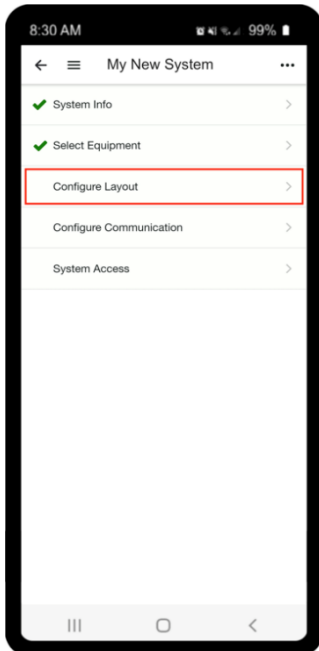 8:30 AM 99%
My New System
System Info
Select Equipment
Configure Layout
Configure Communication
System Access